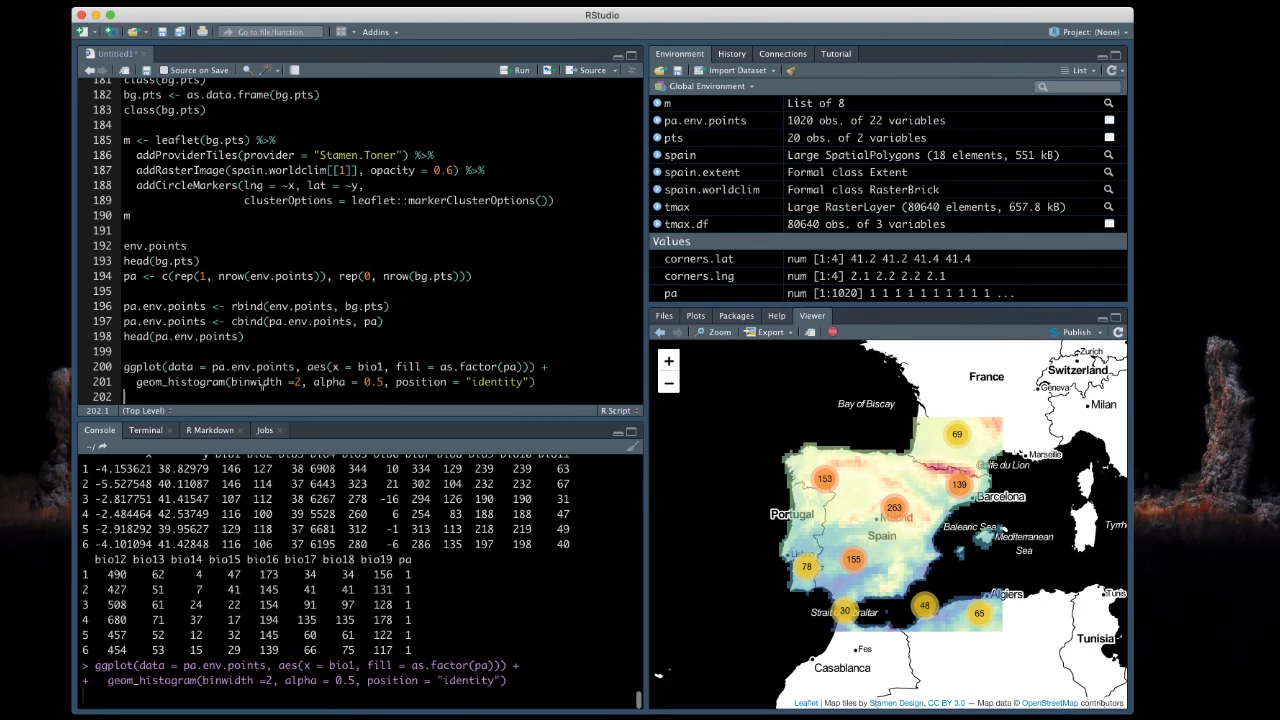 RStudio
Go to file/function
Addins
Project: (None)
Untitled1*
Source on Save
Run
Source
181 class(bg.pts)
182 bg.pts <- as.data.frame(bg.pts)
183 class(bg.pts)
184
185 m <- leaflet(bg.pts) %>%
186 addProviderTiles(provider = "Stamen.Toner") %>%
187 addRasterImage(spain.worldclim[[1]], opacity = 0.6) %>%
188 addCircleMarkers(lng = ~x, lat = ~y,
189 clusterOptions = leaflet::markerClusterOptions())
190 m
191
192 env.points
193 head(bg.pts)
194 pa <- c(rep(1, nrow(env.points)), rep(0, nrow(bg.pts)))
195
196 pa.env.points <- rbind(env.points, bg.pts)
197 pa.env.points <- cbind(pa.env.points, pa)
198 head(pa.env.points)
199
200 ggplot(data = pa.env.points, aes(x = bio1, fill = as.factor(pa))) +
201 geom_histogram(binwidth =2, alpha = 0.5, position = "identity")
202
202:1 (Top Level)
R Script
Console Terminal R Markdown Jobs
~/
1 -4.153621 38.82979 146 127 38 6908 344 10 334 129 239 239 63
2 -5.527548 40.11087 146 114 37 6443 323 21 302 104 232 232 67
3 -2.817751 41.41547 107 112 38 6267 278 -16 294 126 190 190 31
4 -2.484464 42.53749 116 100 39 5528 260 6 254 83 188 188 47
5 -2.918292 39.95627 129 118 37 6681 312 -1 313 113 218 219 49
6 -4.101094 41.42848 116 106 37 6195 280 -6 286 135 197 198 40
bio12 bio13 bio14 bio15 bio16 bio17 bio18 bio19 pa
1 490 62 4 47 173 34 34 156 1
2 427 51 7 41 145 41 41 131 1
3 508 61 24 22 154 91 97 128 1
4 680 71 37 17 194 135 135 178 1
5 457 52 12 32 145 60 61 122 1
6 454 53 15 29 139 66 75 117 1
> ggplot(data = pa.env.points, aes(x = bio1, fill = as.factor(pa))) +
+ geom_histogram(binwidth =2, alpha = 0.5, position = "identity")
Environment History Connections Tutorial
Import Dataset
List
Global Environment
m List of 8
pa.env.points 1020 obs. of 22 variables
pts 20 obs. of 2 variables
spain Large SpatialPolygons (18 elements, 551 kB)
spain.extent Formal class Extent
spain.worldclim Formal class RasterBrick
tmax Large RasterLayer (80640 elements, 657.8 kB)
tmax.df 80640 obs. of 3 variables
Values
corners.lat num [1:4] 41.2 41.2 41.4 41.4
corners.lng num [1:4] 2.1 2.2 2.2 2.1
pa num [1:1020] 1 1 1 1 1 1 1 1 1 1 ...
Files Plots Packages Help Viewer
Zoom
Export
Publish
+
−
Zurich
Switzerland
France
Geneva
Milan
Bay of Biscay
69
Marseille
Golfe du Lion
153
139
Barcelona
263
Portugal
Madrid
Balearic Sea
Mediterranean
Sea
Tyrrh
Spain
Lisbon
155
78
48
30
Strait of Gibraltar
Algiers
65
Tunis
Fes
Tunisia
Casablanca
Leaflet | Map tiles by Stamen Design, CC BY 3.0 — Map data © OpenStreetMap contributors